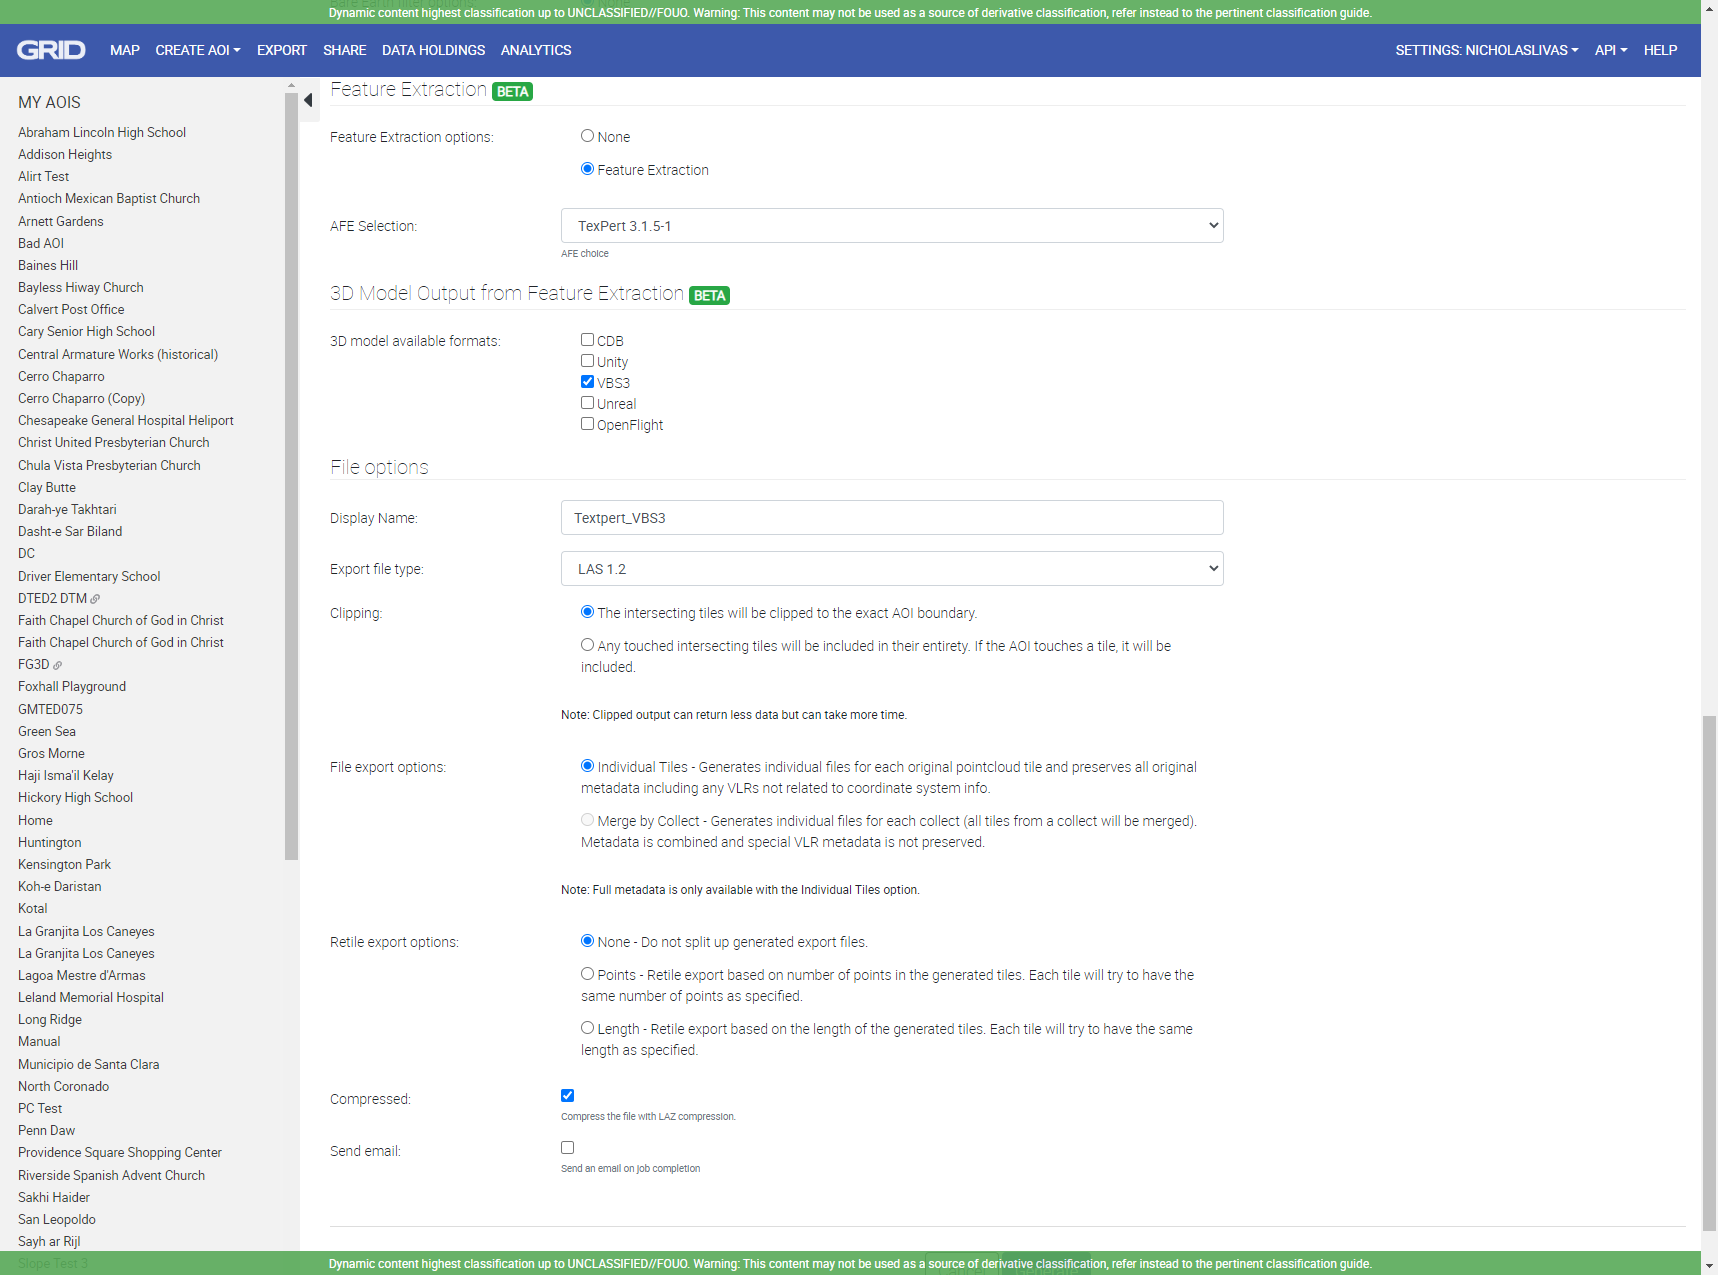 Dynamic content highest classification up to UNCLASSIFIED//FOUO. Warning: This content may not be used as a source of derivative classification, refer instead to the pertinent classification guide.
GRID MAP CREATE AOI EXPORT SHARE DATA HOLDINGS ANALYTICS SETTINGS: NICHOLASLIVAS API HELP
MY AOIS
Abraham Lincoln High School
Addison Heights
Alirt Test
Antioch Mexican Baptist Church
Arnett Gardens
Bad AOI
Baines Hill
Bayless Hiway Church
Calvert Post Office
Cary Senior High School
Central Armature Works (historical)
Cerro Chaparro
Cerro Chaparro (Copy)
Chesapeake General Hospital Heliport
Christ United Presbyterian Church
Chula Vista Presbyterian Church
Clay Butte
Darah-ye Takhtari
Dasht-e Sar Biland
DC
Driver Elementary School
DTED2 DTM
Faith Chapel Church of God in Christ
Faith Chapel Church of God in Christ
FG3D
Foxhall Playground
GMTED075
Green Sea
Gros Morne
Haji Isma'il Kelay
Hickory High School
Home
Huntington
Kensington Park
Koh-e Daristan
Kotal
La Granjita Los Caneyes
La Granjita Los Caneyes
Lagoa Mestre d'Armas
Leland Memorial Hospital
Long Ridge
Manual
Municipio de Santa Clara
North Coronado
PC Test
Penn Daw
Providence Square Shopping Center
Riverside Spanish Advent Church
Sakhi Haider
San Leopoldo
Sayh ar Rijl
Slope Test 3
Feature Extraction BETA
Feature Extraction options:
None
Feature Extraction
AFE Selection:
TexPert 3.1.5-1
AFE choice
3D Model Output from Feature Extraction BETA
3D model available formats:
CDB
Unity
VBS3
Unreal
OpenFlight
File options
Display Name:
Textpert_VBS3
Export file type:
LAS 1.2
Clipping:
The intersecting tiles will be clipped to the exact AOI boundary.
Any touched intersecting tiles will be included in their entirety. If the AOI touches a tile, it will be
included.
Note: Clipped output can return less data but can take more time.
File export options:
Individual Tiles - Generates individual files for each original pointcloud tile and preserves all original
metadata including any VLRs not related to coordinate system info.
Merge by Collect - Generates individual files for each collect (all tiles from a collect will be merged).
Metadata is combined and special VLR metadata is not preserved.
Note: Full metadata is only available with the Individual Tiles option.
Retile export options:
None - Do not split up generated export files.
Points - Retile export based on number of points in the generated tiles. Each tile will try to have the
same number of points as specified.
Length - Retile export based on the length of the generated tiles. Each tile will try to have the same
length as specified.
Compressed:
Compress the file with LAZ compression.
Send email:
Send an email on job completion
Dynamic content highest classification up to UNCLASSIFIED//FOUO. Warning: This content may not be used as a source of derivative classification, refer instead to the pertinent classification guide.